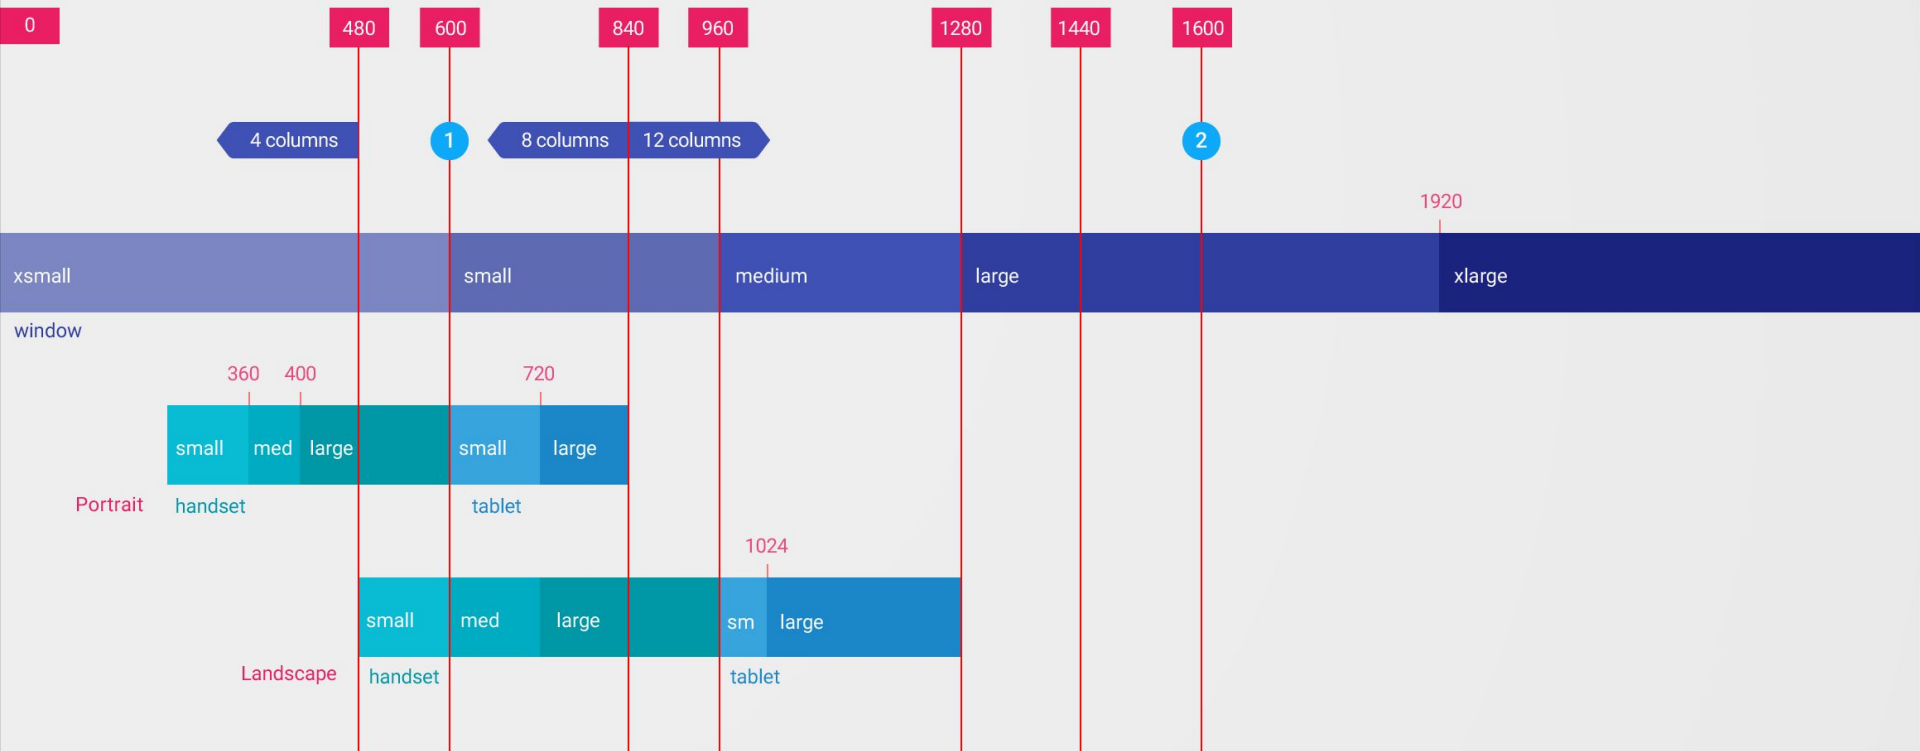 0 480 600 840 960 1280 1440 1600
4 columns 1 8 columns 12 columns 2
1920
xsmall small medium large xlarge
window
360 400 720
small med large small large
Portrait handset tablet
1024
small med large sm large
Landscape handset tablet